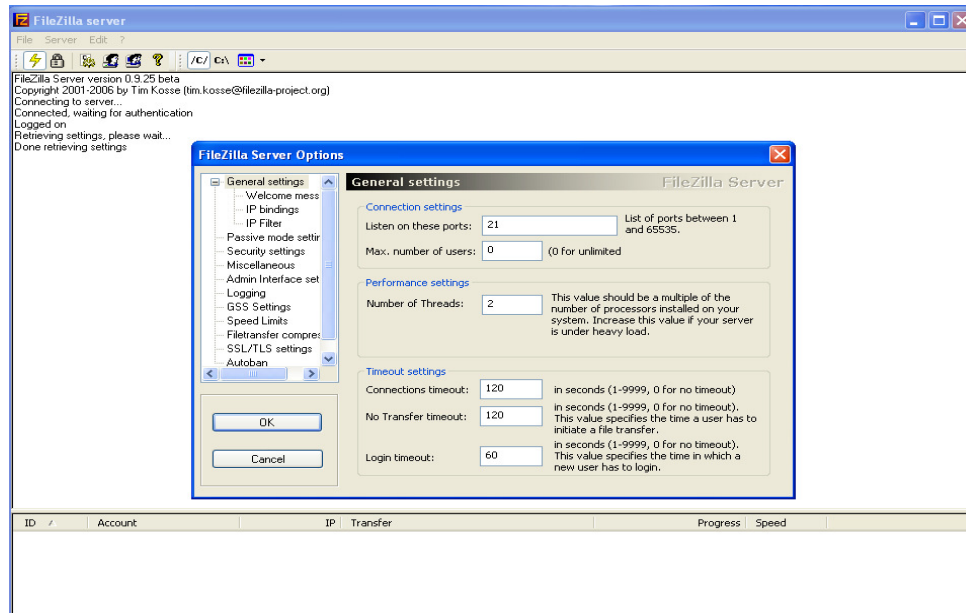 FileZilla server
File Server Edit ?
/C/ C:\
FileZilla Server version 0.9.25 beta
Copyright 2001-2006 by Tim Kosse (tim.kosse@filezilla-project.org)
Connecting to server...
Connected, waiting for authentication
Logged on
Retrieving settings, please wait...
Done retrieving settings
FileZilla Server Options
General settings
Welcome mess
IP bindings
IP Filter
Passive mode settir
Security settings
Miscellaneous
Admin Interface set
Logging
GSS Settings
Speed Limits
Filetransfer compres
SSL/TLS settings
Autoban
OK
Cancel
General settings FileZilla Server
Connection settings
Listen on these ports: 21 List of ports between 1
and 65535.
Max. number of users: 0 (0 for unlimited
Performance settings
Number of Threads: 2 This value should be a multiple of the
number of processors installed on your
system. Increase this value if your server
is under heavy load.
Timeout settings
Connections timeout: 120 in seconds (1-9999, 0 for no timeout)
No Transfer timeout: 120 in seconds (1-9999, 0 for no timeout).
This value specifies the time a user has to
initiate a file transfer.
Login timeout: 60 in seconds (1-9999, 0 for no timeout).
This value specifies the time in which a
new user has to login.
ID / Account IP Transfer Progress Speed